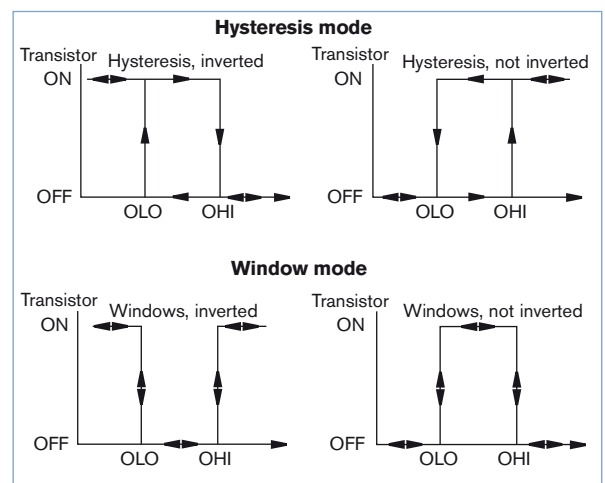 Hysteresis mode
Transistor
Hysteresis, inverted
ON
OFF
OLO
OHI
Transistor
Hysteresis, not inverted
ON
OFF
OLO
OHI
Window mode
Transistor
Windows, inverted
ON
OFF
OLO
OHI
Transistor
Windows, not inverted
ON
OFF
OLO
OHI